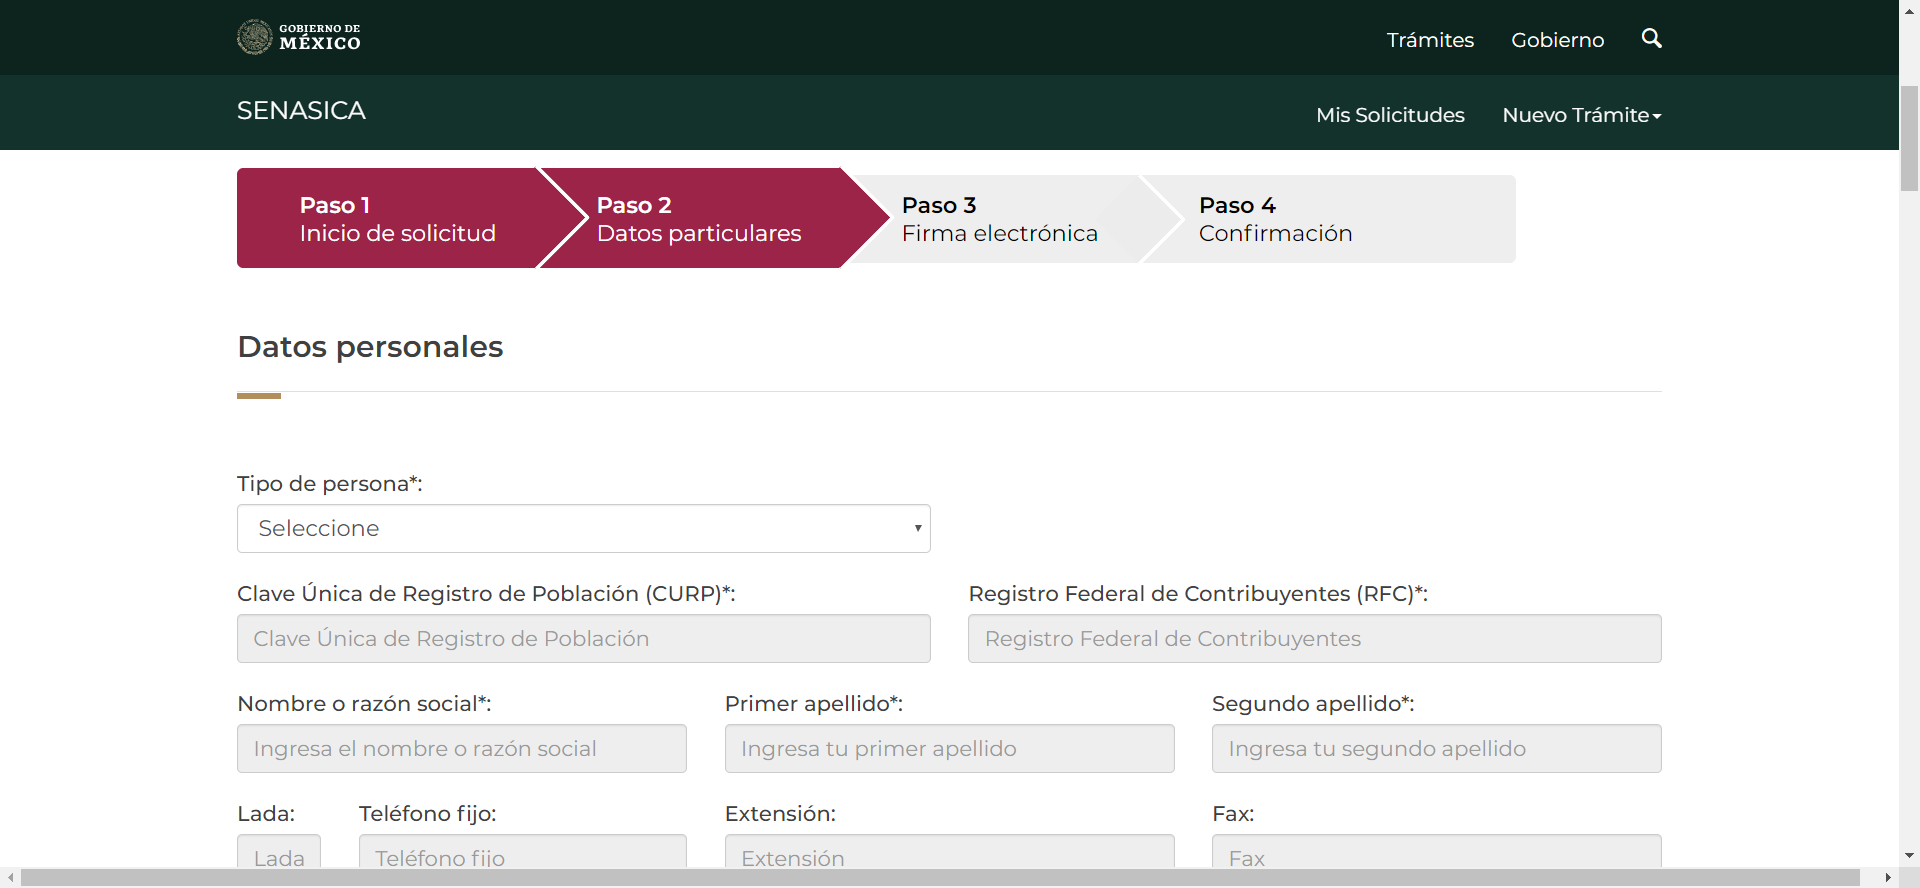 GOBIERNO DE
MÉXICO
Trámites
Gobierno
SENASICA
Mis Solicitudes
Nuevo Trámite
Paso 1
Inicio de solicitud
Paso 2
Datos particulares
Paso 3
Firma electrónica
Paso 4
Confirmación
Datos personales
Tipo de persona*:
Seleccione
Clave Única de Registro de Población (CURP)*:
Registro Federal de Contribuyentes (RFC)*:
Clave Única de Registro de Población
Registro Federal de Contribuyentes
Nombre o razón social*:
Primer apellido*:
Segundo apellido*:
Ingresa el nombre o razón social
Ingresa tu primer apellido
Ingresa tu segundo apellido
Lada:
Teléfono fijo:
Extensión:
Fax:
Lada
Teléfono fijo
Extensión
Fax